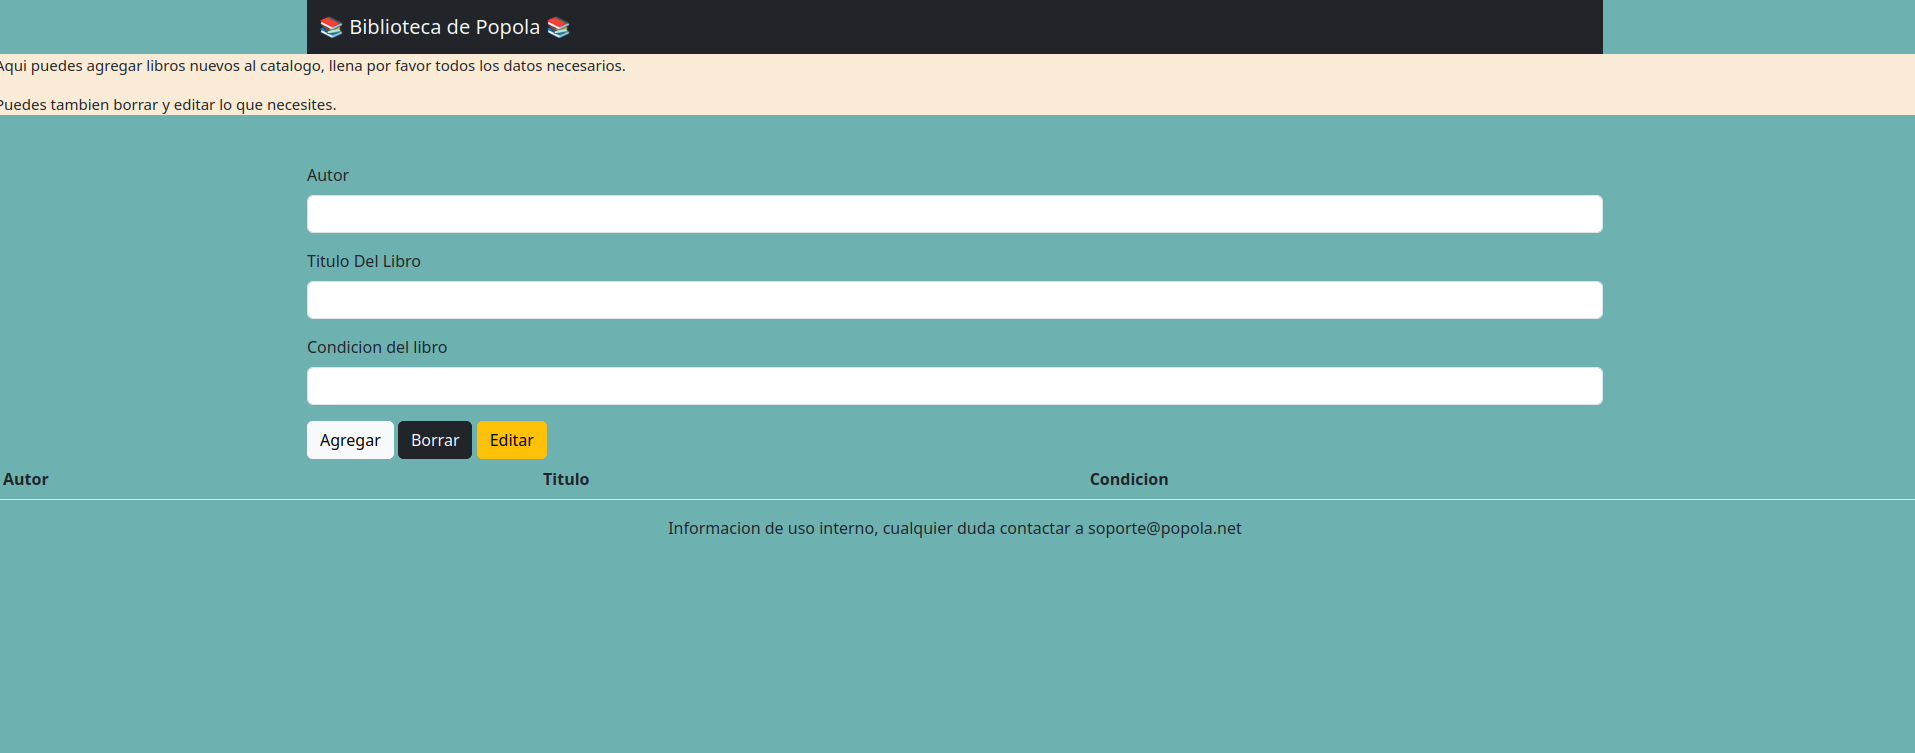 📚 Biblioteca de Popola 📚
Aqui puedes agregar libros nuevos al catalogo, llena por favor todos los datos necesarios.
Puedes tambien borrar y editar lo que necesites.
Autor
Titulo Del Libro
Condicion del libro
Agregar Borrar Editar
Autor Titulo Condicion
Informacion de uso interno, cualquier duda contactar a soporte@popola.net